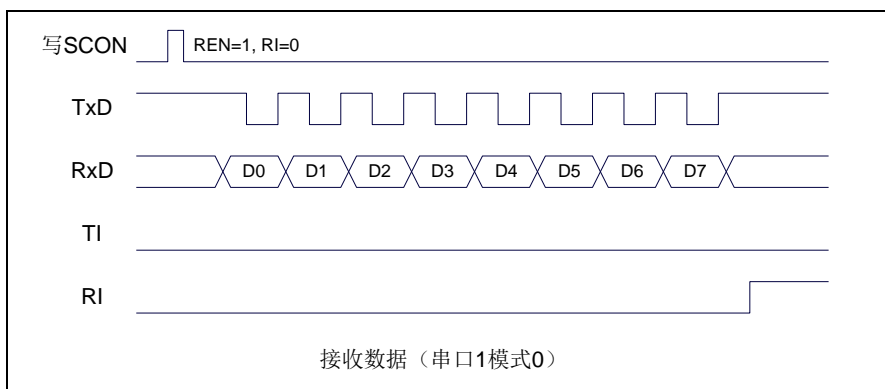 写SCON REN=1, RI=0
TxD
RxD D0 D1 D2 D3 D4 D5 D6 D7
TI
RI
接收数据（串口1模式0）